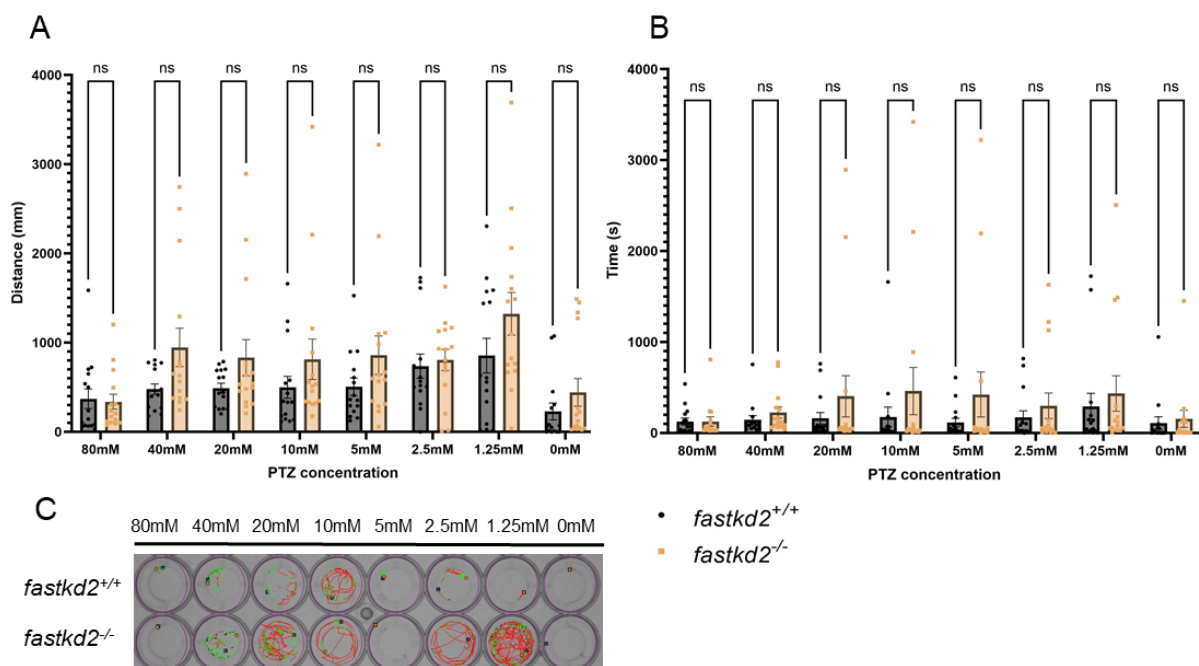 A
ns ns ns ns ns ns ns ns
4000
3000
2000
1000
0
Distance (mm)
80mM 40mM 20mM 10mM 5mM 2.5mM 1.25mM 0mM
PTZ concentration
B
ns ns ns ns ns ns ns ns
4000
3000
2000
1000
0
Time (s)
80mM 40mM 20mM 10mM 5mM 2.5mM 1.25mM 0mM
PTZ concentration
fastkd2+/+
fastkd2-/-
C
80mM 40mM 20mM 10mM 5mM 2.5mM 1.25mM 0mM
fastkd2+/+
fastkd2-/-